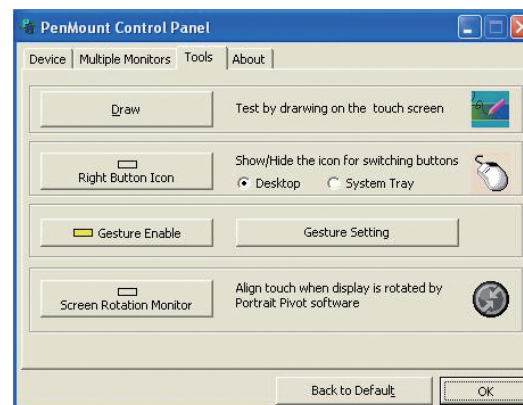 PenMount Control Panel
Device Multiple Monitors Tools About
Draw Test by drarwing on the touch screen
Show/Hide the icon for switching buttons
Right Button Icon Desktop System Tray
Gesture Enable Gesture Setting
Align touch when display is rotated by
Screen Rotation Monitor Portrait Pivot software
Back to Default OK